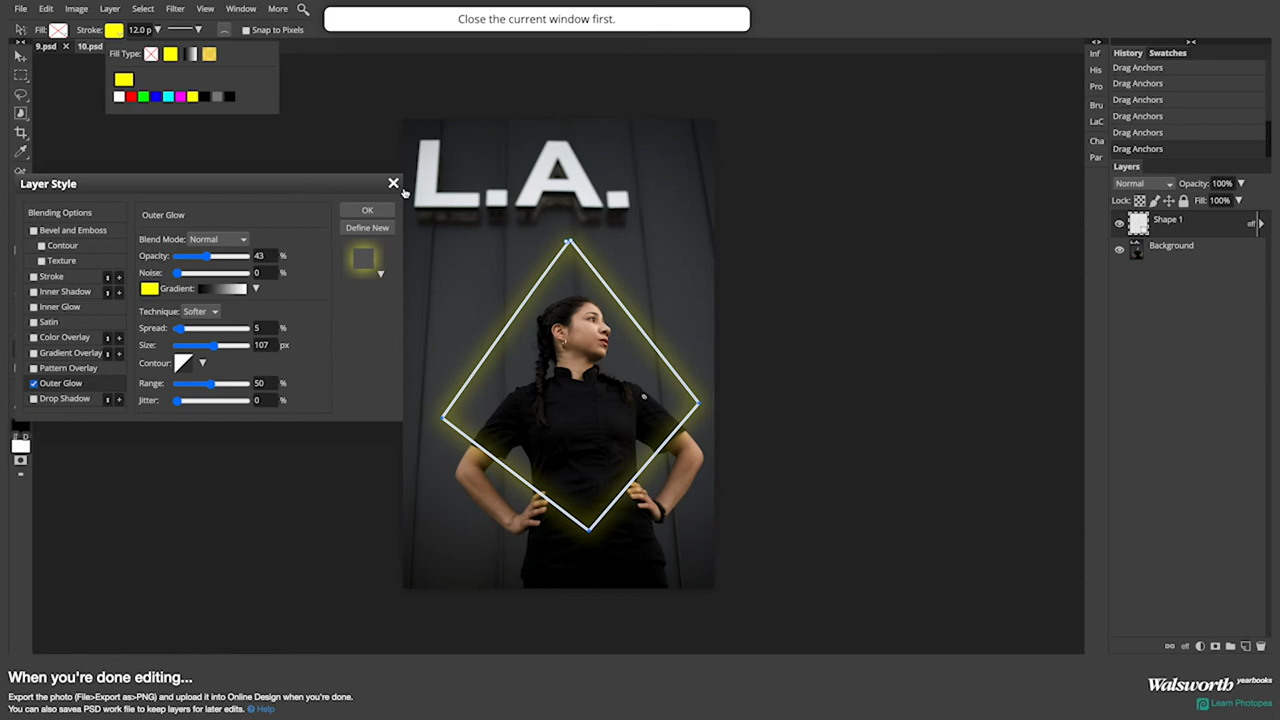 File Edit Image Layer Select Filter View Window More
Close the current window first.
Fill: Stroke: 12.0 p Snap to Pixels
9.psd 10.psd
Fill Type:
Inf
His
Pro
Bru
LaC
Cha
Par
History Swatches
Drag Anchors
Drag Anchors
Drag Anchors
Drag Anchors
Drag Anchors
Drag Anchors
Layers
Normal Opacity: 100%
Lock: Fill: 100%
Shape 1 eff
Background
L.A.
Layer Style
Blending Options
Bevel and Emboss
Contour
Texture
Stroke
Inner Shadow
Inner Glow
Satin
Color Overlay
Gradient Overlay
Pattern Overlay
Outer Glow
Drop Shadow
Outer Glow
Blend Mode: Normal
Opacity: 43 %
Noise: 0 %
Gradient:
Technique: Softer
Spread: 5 %
Size: 107 px
Contour:
Range: 50 %
Jitter: 0 %
OK
Define New
eff
When you're done editing...
Export the photo (File>Export as>PNG) and upload it into Online Design when you're done.
You can also savea PSD work file to keep layers for later edits. Help
Walsworth yearbooks
Learn Photopea